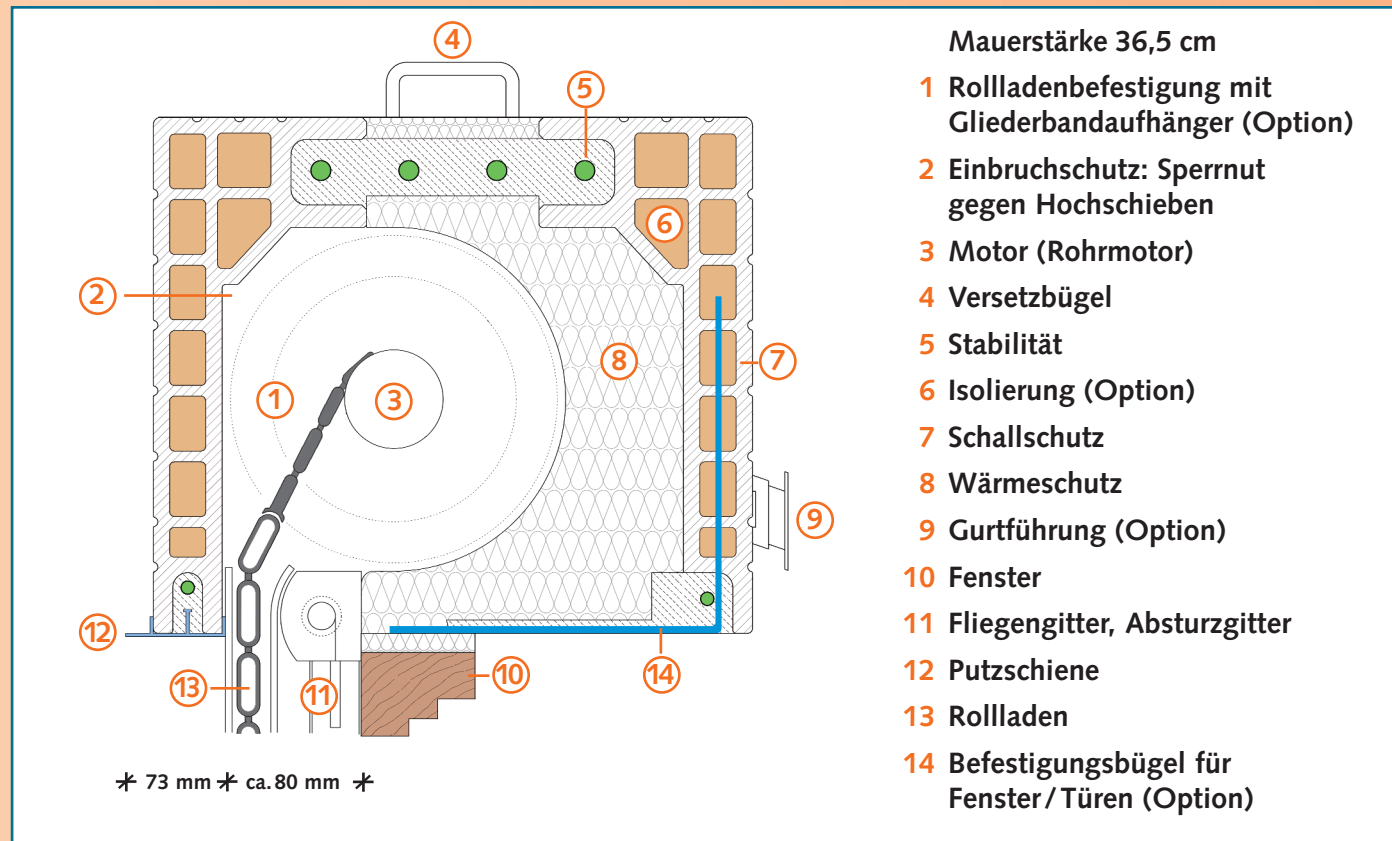 4
5
6
2
7
8
1
3
9
12
10
13
11
14
73 mm ca. 80 mm
Mauerstärke 36,5 cm
1 Rollladenbefestigung mit
Gliederbandaufhänger (Option)
2 Einbruchschutz: Sperrnut
gegen Hochschieben
3 Motor (Rohrmotor)
4 Versetzbügel
5 Stabilität
6 Isolierung (Option)
7 Schallschutz
8 Wärmeschutz
9 Gurtführung (Option)
10 Fenster
11 Fliegengitter, Absturzgitter
12 Putzschiene
13 Rollladen
14 Befestigungsbügel für
Fenster / Türen (Option)